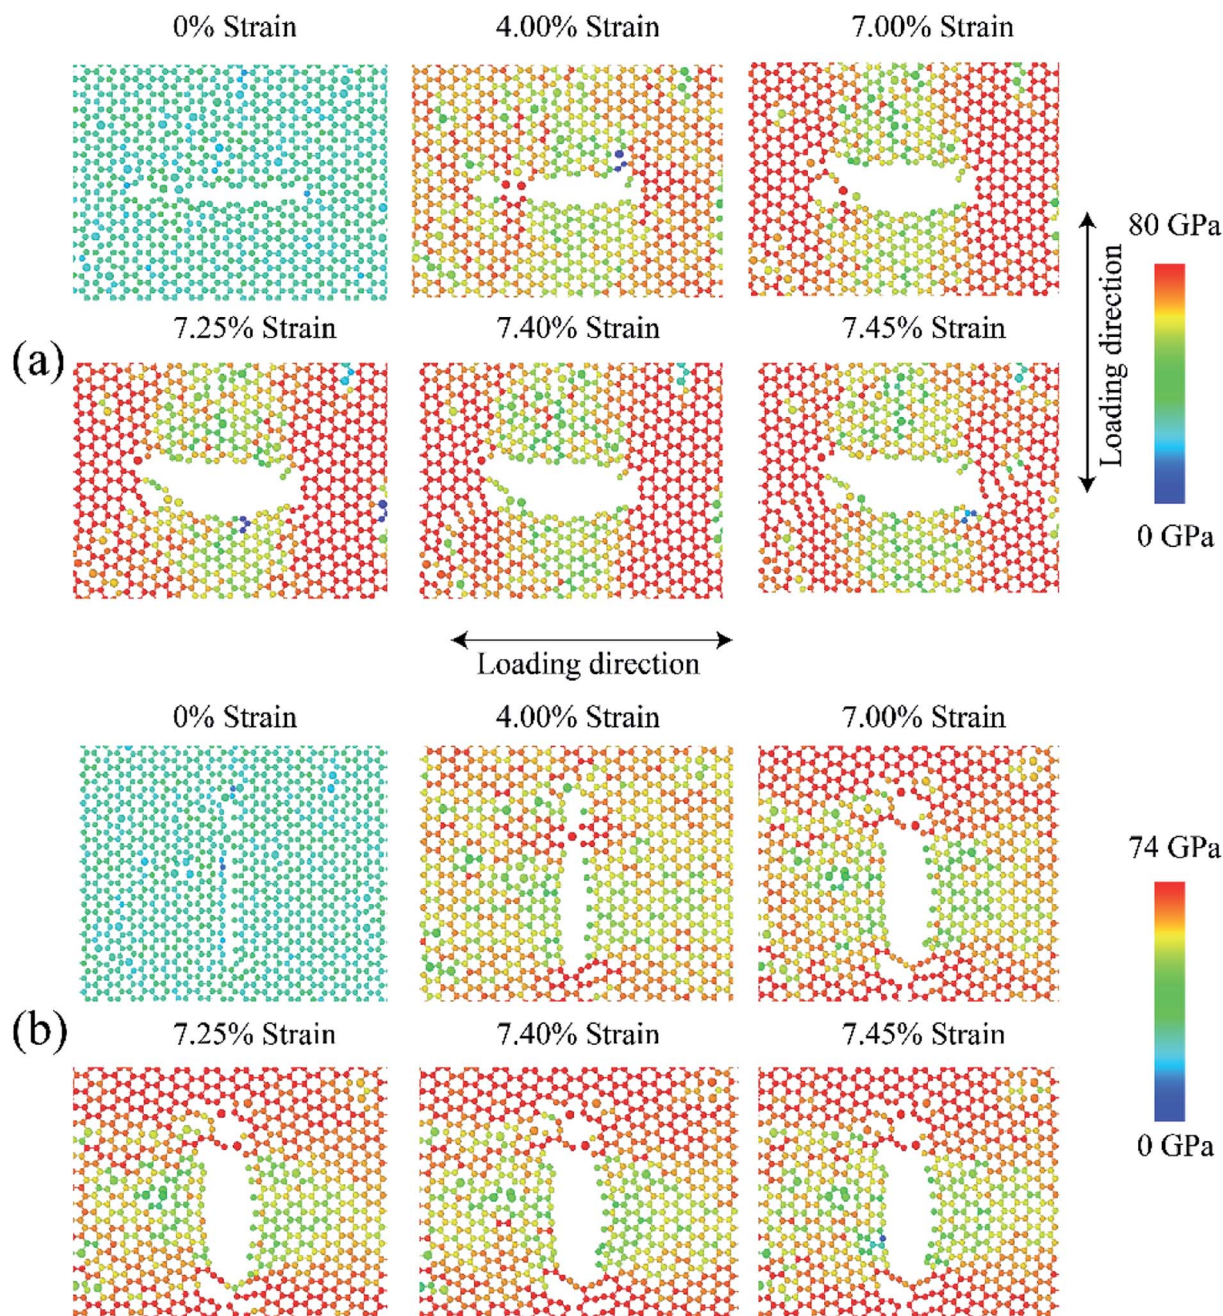 0% Strain
4.00% Strain
7.00% Strain
80 GPa
Loading direction
0 GPa
(a)
7.25% Strain
7.40% Strain
7.45% Strain
Loading direction
0% Strain
4.00% Strain
7.00% Strain
74 GPa
0 GPa
(b)
7.25% Strain
7.40% Strain
7.45% Strain